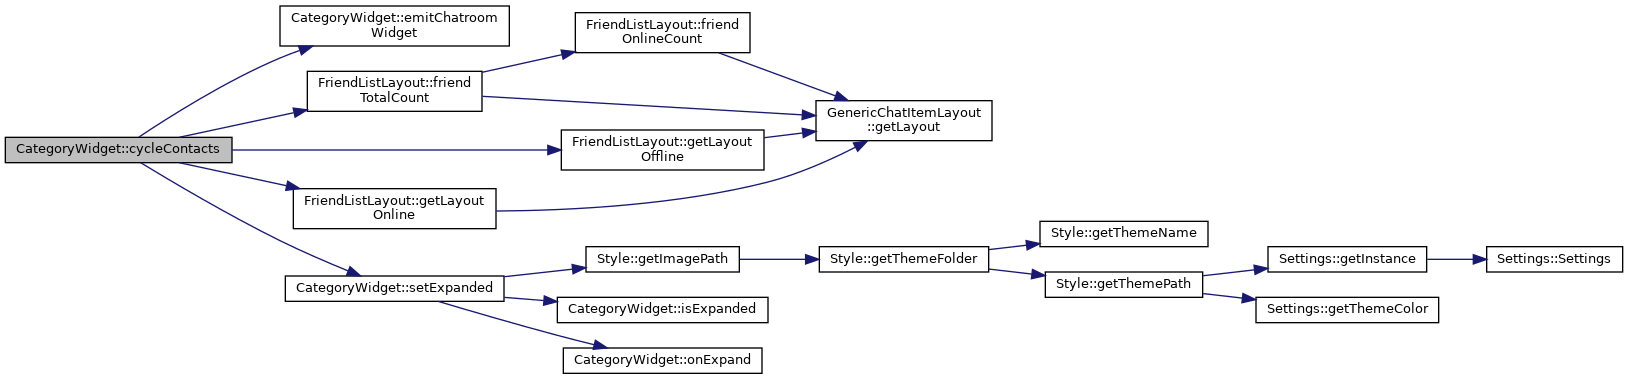 CategoryWidget::cycleContacts
CategoryWidget::emitChatroom
Widget
FriendListLayout::friend
TotalCount
FriendListLayout::friend
OnlineCount
GenericChatItemLayout
::getLayout
FriendListLayout::getLayout
Offline
FriendListLayout::getLayout
Online
CategoryWidget::setExpanded
Style::getImagePath
Style::getThemeFolder
Style::getThemeName
Style::getThemePath
Settings::getInstance
Settings::Settings
Settings::getThemeColor
CategoryWidget::isExpanded
CategoryWidget::onExpand